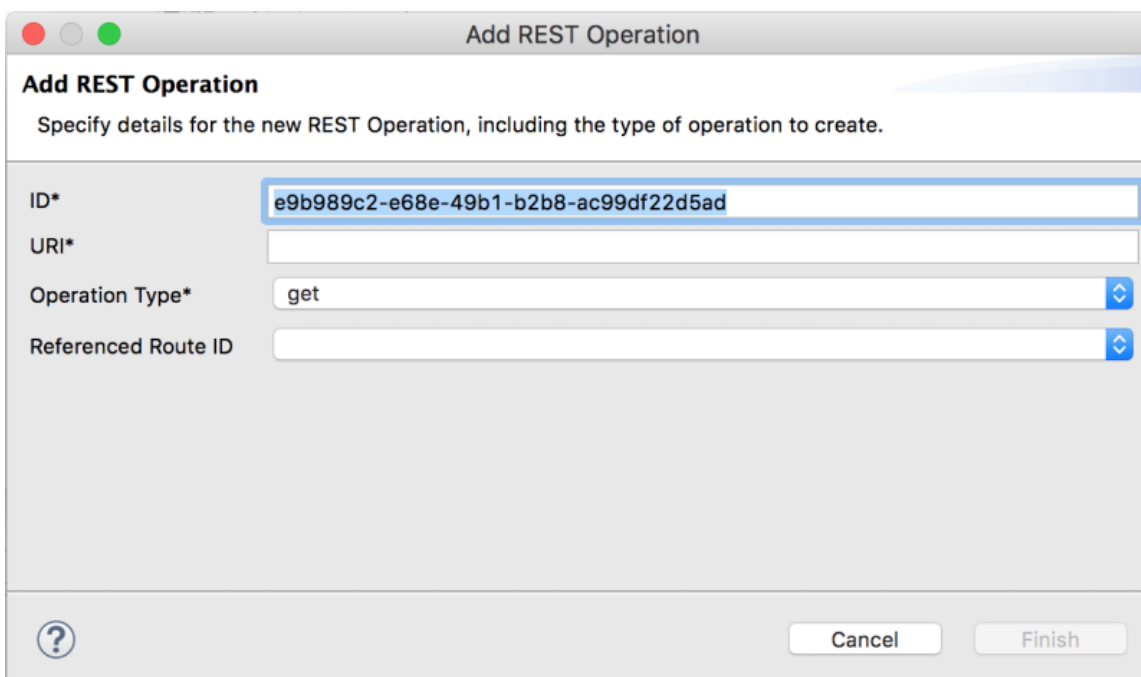 Add REST Operation
Add REST Operation
Specify details for the new REST Operation, including the type of operation to create.
ID* e9b989c2-e68e-49b1-b2b8-ac99df22d5ad
URI*
Operation Type* get
Referenced Route ID
? Cancel Finish